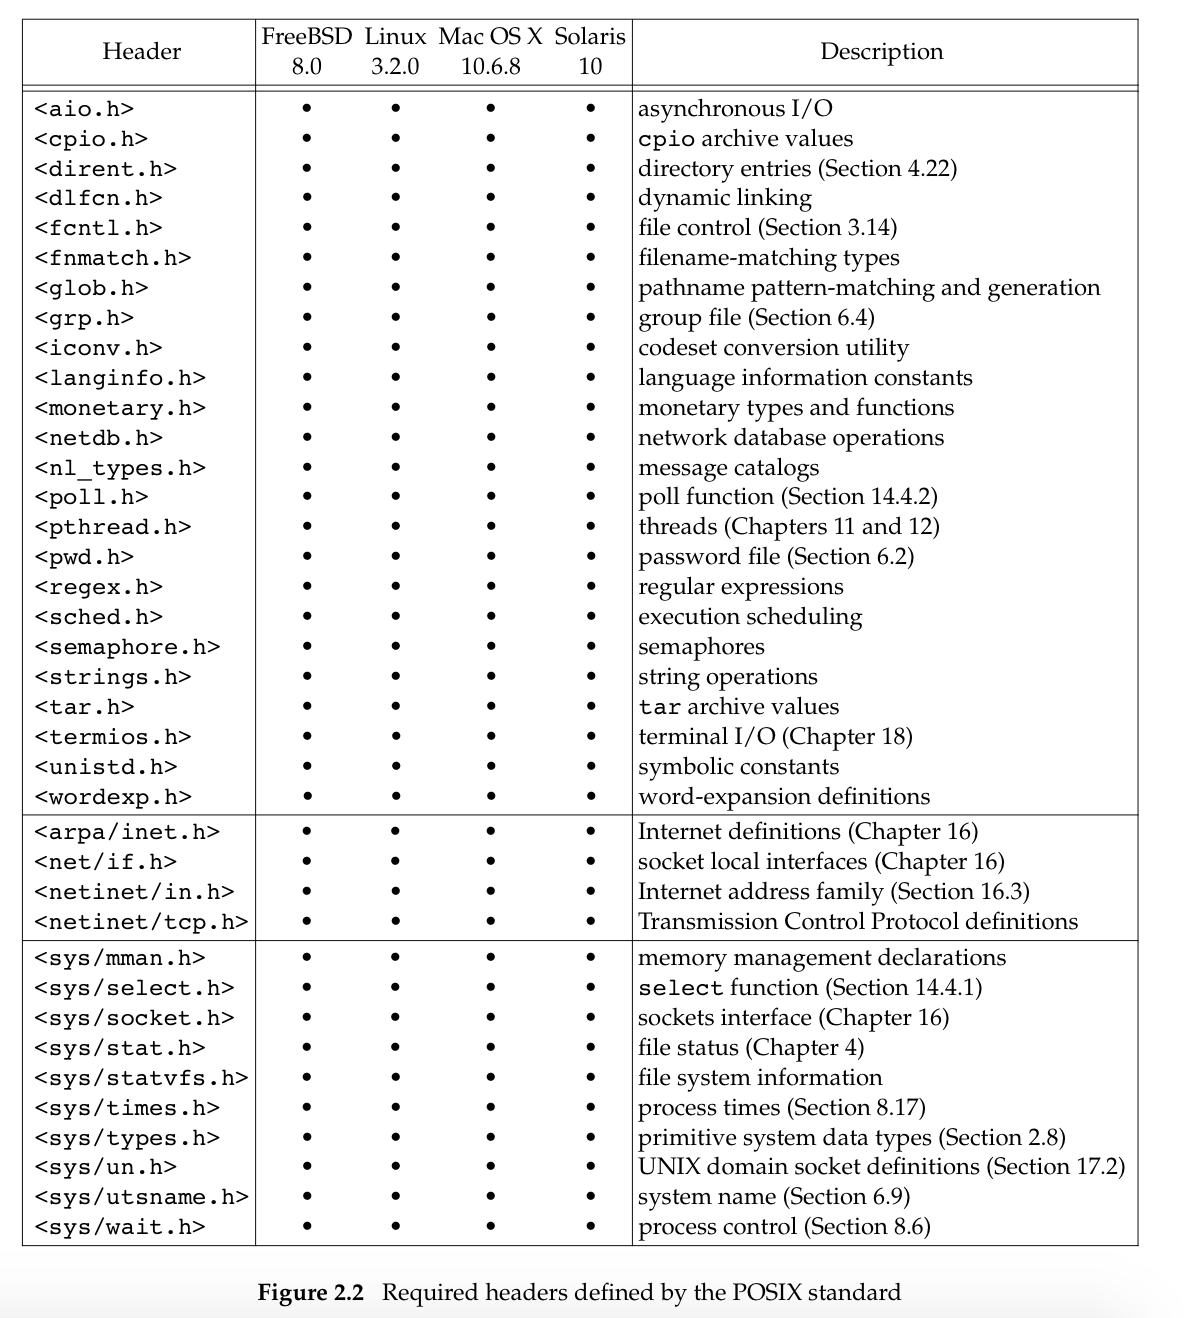 Header FreeBSD Linux Mac OS X Solaris Description
8.0 3.2.0 10.6.8 10
<aio.h> • • • • asynchronous I/O
<cpio.h> • • • • cpio archive values
<dirent.h> • • • • directory entries (Section 4.22)
<dlfcn.h> • • • • dynamic linking
<fcntl.h> • • • • file control (Section 3.14)
<fnmatch.h> • • • • filename-matching types
<glob.h> • • • • pathname pattern-matching and generation
<grp.h> • • • • group file (Section 6.4)
<iconv.h> • • • • codeset conversion utility
<langinfo.h> • • • • language information constants
<monetary.h> • • • • monetary types and functions
<netdb.h> • • • • network database operations
<nl_types.h> • • • • message catalogs
<poll.h> • • • • poll function (Section 14.4.2)
<pthread.h> • • • • threads (Chapters 11 and 12)
<pwd.h> • • • • password file (Section 6.2)
<regex.h> • • • • regular expressions
<sched.h> • • • • execution scheduling
<semaphore.h> • • • • semaphores
<strings.h> • • • • string operations
<tar.h> • • • • tar archive values
<termios.h> • • • • terminal I/O (Chapter 18)
<unistd.h> • • • • symbolic constants
<wordexp.h> • • • • word-expansion definitions
<arpa/inet.h> • • • • Internet definitions (Chapter 16)
<net/if.h> • • • • socket local interfaces (Chapter 16)
<netinet/in.h> • • • • Internet address family (Section 16.3)
<netinet/tcp.h> • • • • Transmission Control Protocol definitions
<sys/mman.h> • • • • memory management declarations
<sys/select.h> • • • • select function (Section 14.4.1)
<sys/socket.h> • • • • sockets interface (Chapter 16)
<sys/stat.h> • • • • file status (Chapter 4)
<sys/statvfs.h> • • • • file system information
<sys/times.h> • • • • process times (Section 8.17)
<sys/types.h> • • • • primitive system data types (Section 2.8)
<sys/un.h> • • • • UNIX domain socket definitions (Section 17.2)
<sys/utsname.h> • • • • system name (Section 6.9)
<sys/wait.h> • • • • process control (Section 8.6)
Figure 2.2 Required headers defined by the POSIX standard